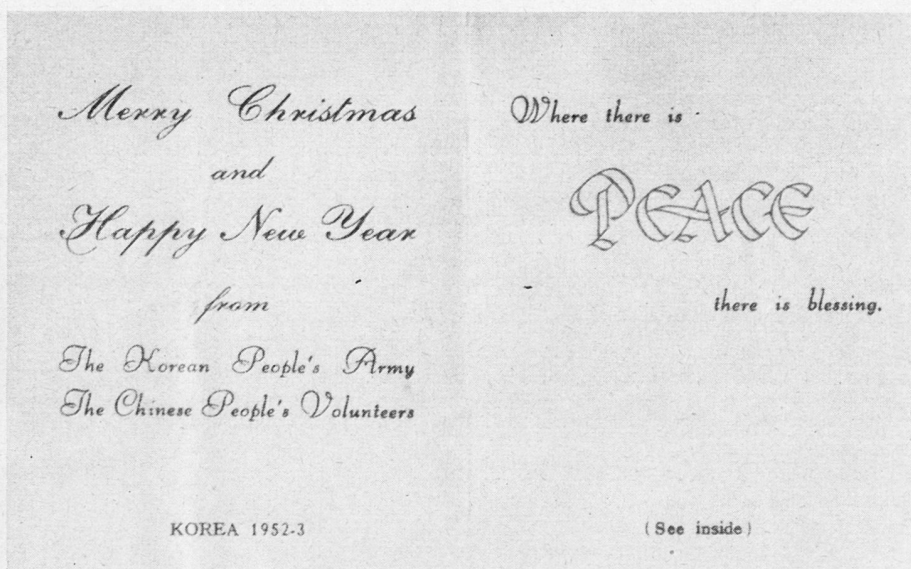 Merry Christmas
and
Happy New Year
from
The Korean People's Army
The Chinese People's Volunteers
KOREA 1952-3
Where there is
PEACE
there is blessing.
(See inside)